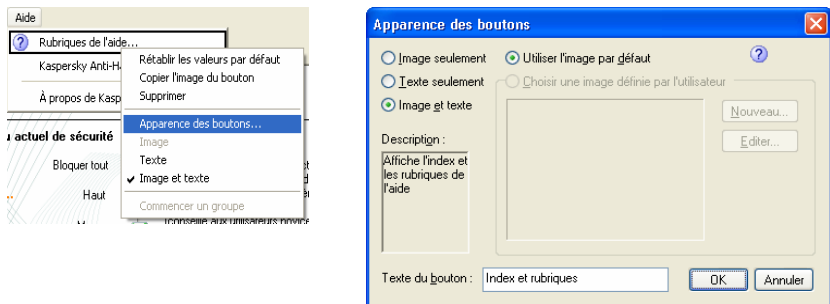 Aide
Rubriques de l'aide...
Kaspersky Anti-H
À propos de Kasp
Rétablir les valeurs par défaut
Copier l'image du bouton
Supprimer
Apparence des boutons...
Image
Texte
Image et texte
Commencer un groupe
actuel de sécurité
Bloquer tout
Haut
Apparence des boutons
Image seulement
Texte seulement
Image et texte
Utiliser l'image par défaut
Choisir une image définie par l'utilisateur
Nouveau...
Editer...
Description :
Affiche l'index et
les rubriques de
l'aide
Texte du bouton : Index et rubriques
OK Annuler